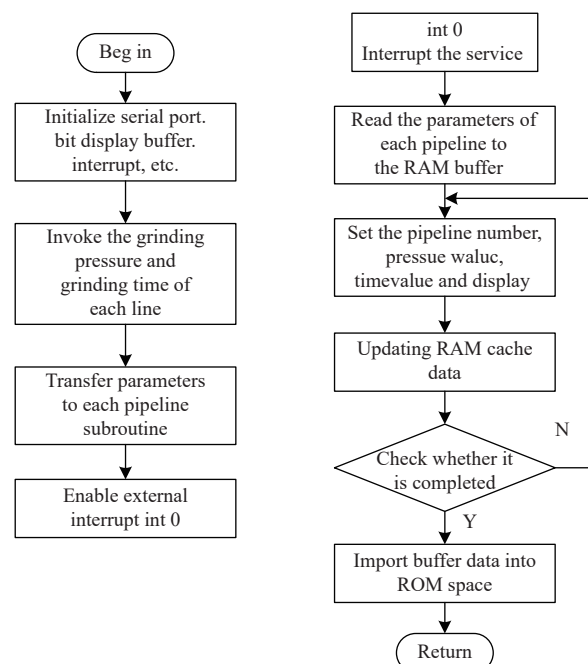 Beg in
Initialize serial port.
bit display buffer.
interrupt, etc.
Invoke the grinding
pressure and
grinding time of
each line
Transfer parameters
to each pipeline
subroutine
Enable external
interrupt int 0
int 0
Interrupt the service
Read the parameters of
each pipeline to
the RAM buffer
Set the pipeline number,
pressue waluc,
timevalue and display
Updating RAM cache
data
Check whether it
is completed
N
Y
Import buffer data into
ROM space
Return